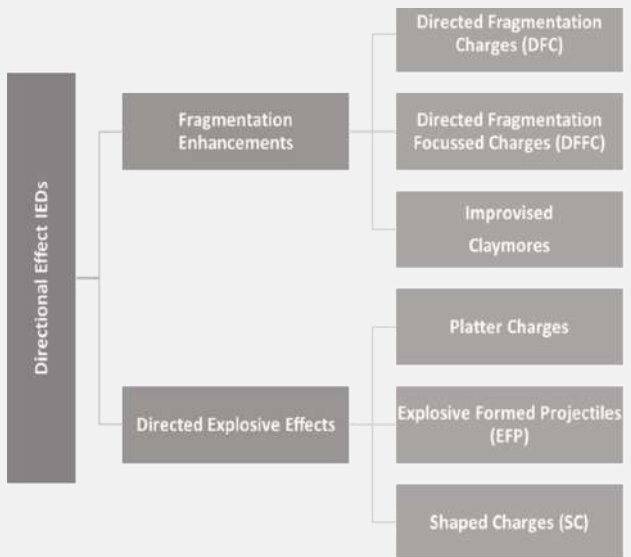 Directional Effect IEDs
Fragmentation
Enhancements
Directed Fragmentation
Charges (DFC)
Directed Fragmentation
Focussed Charges (DFFC)
Improvised
Claymores
Directed Explosive Effects
Platter Charges
Explosive Formed Projectiles
(EFP)
Shaped Charges (SC)